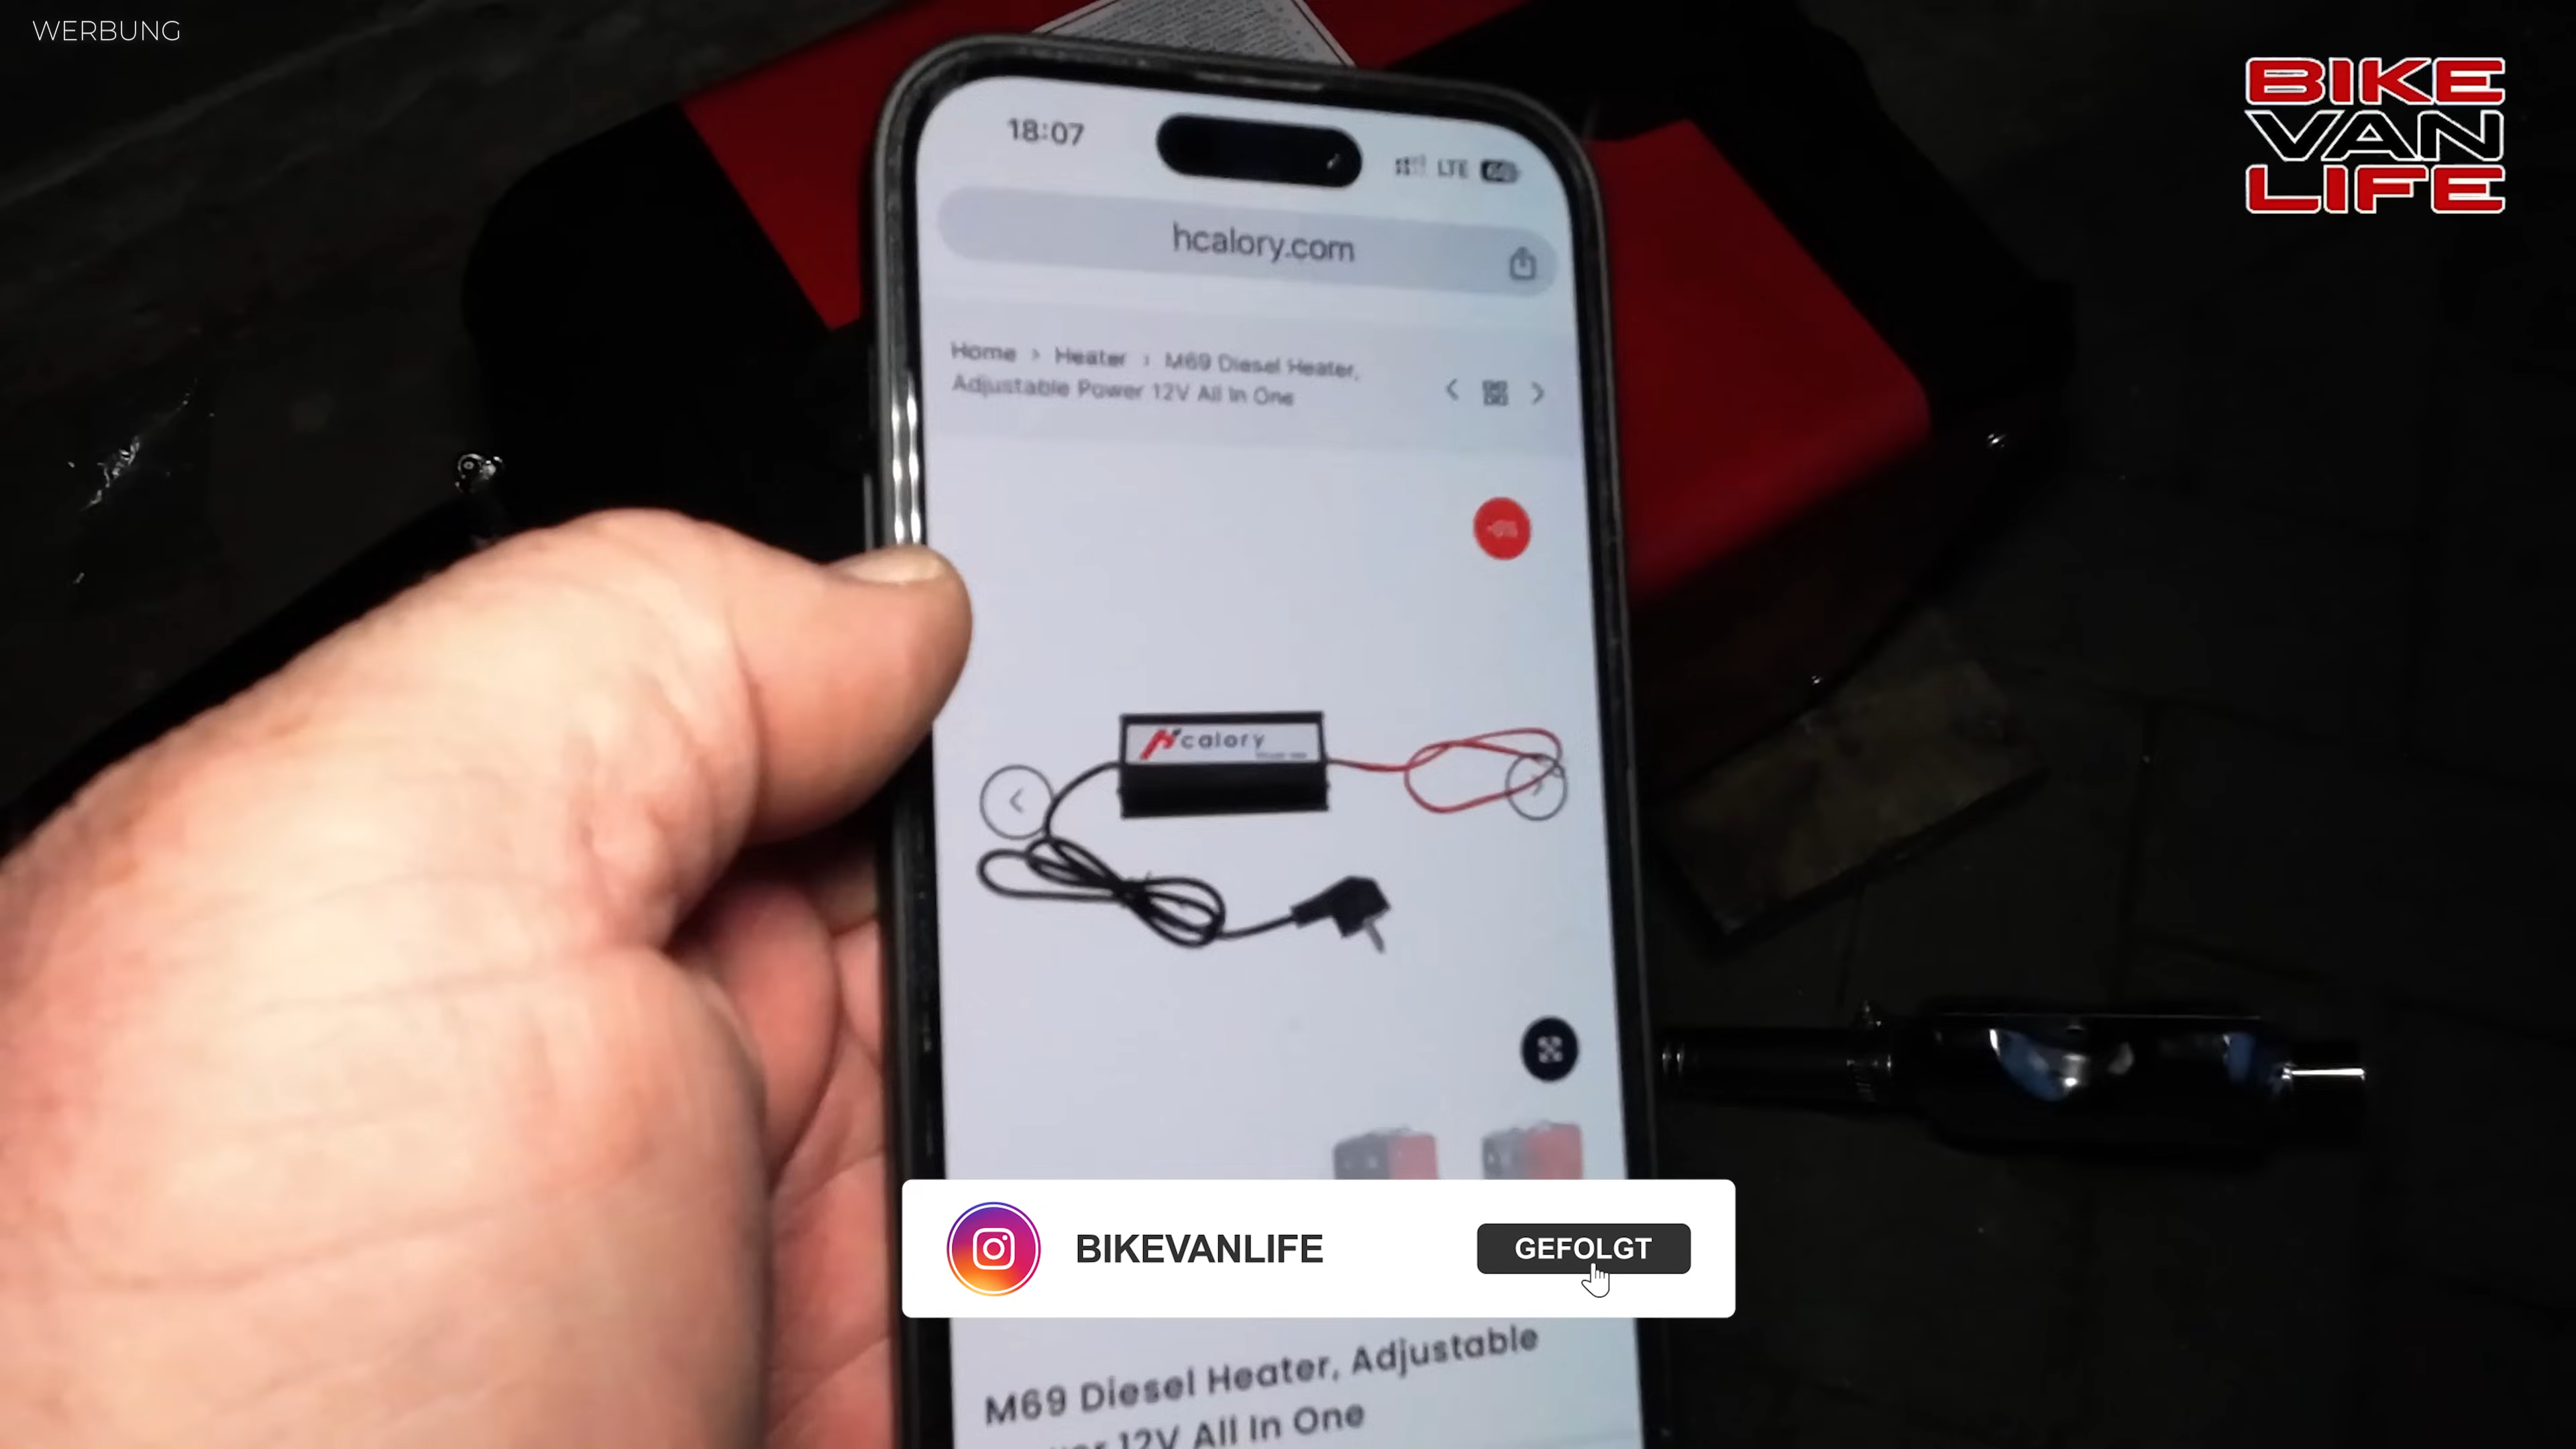 WERBUNG
BIKE
VAN
LIFE
18:07
LTE
hcalory.com
Home > Heater > M69 Diesel Heater,
Adjustable Power 12V All In One
calory
BIKEVANLIFE
GEFOLGT
M69 Diesel Heater, Adjustable
12V All In One